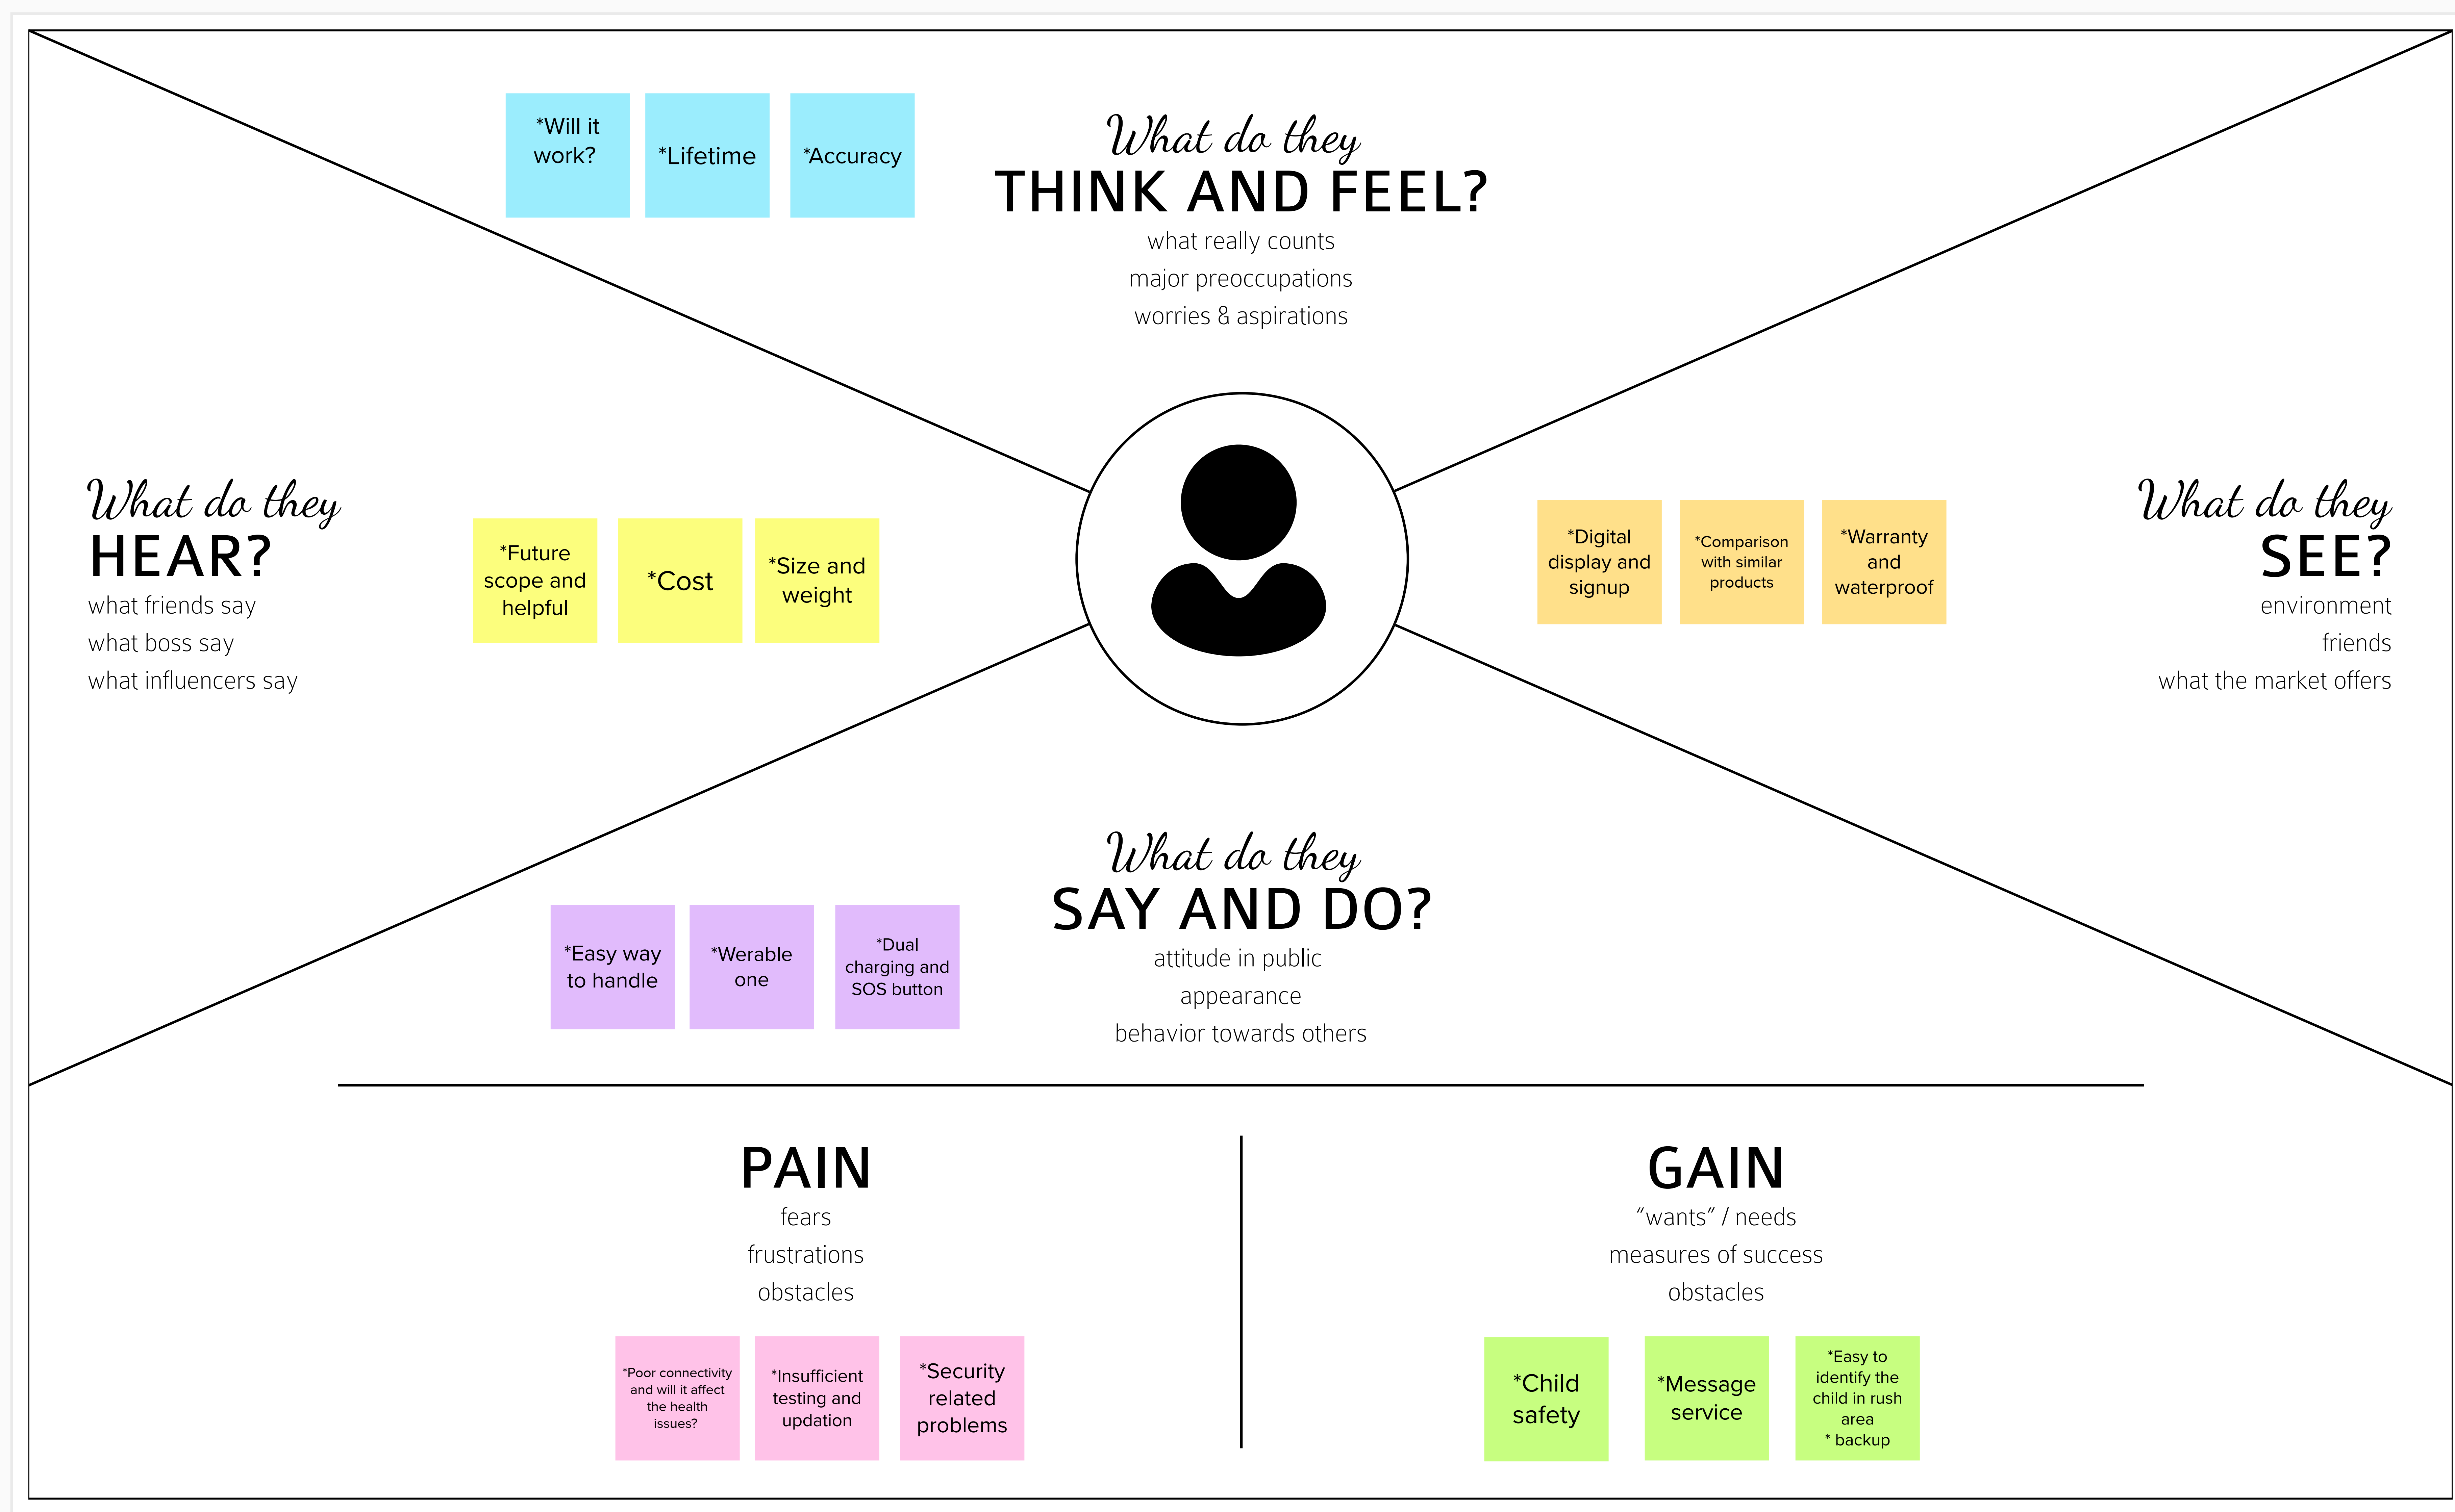 *Will it
work?
*Lifetime
*Accuracy
What do they
THINK AND FEEL?
what really counts
major preoccupations
worries & aspirations
What do they
HEAR?
what friends say
what boss say
what influencers say
*Future
scope and
helpful
*Cost
*Size and
weight
*Digital
display and
signup
*Comparison
with similar
products
*Warranty
and
waterproof
What do they
SEE?
environment
friends
what the market offers
What do they
SAY AND DO?
attitude in public
appearance
behavior towards others
*Easy way
to handle
*Werable
one
*Dual
charging and
SOS button
PAIN
fears
frustrations
obstacles
*Poor connectivity
and will it affect
the health
issues?
*Insufficient
testing and
updation
*Security
related
problems
GAIN
“wants” / needs
measures of success
obstacles
*Child
safety
*Message
service
*Easy to
identify the
child in rush
area
* backup